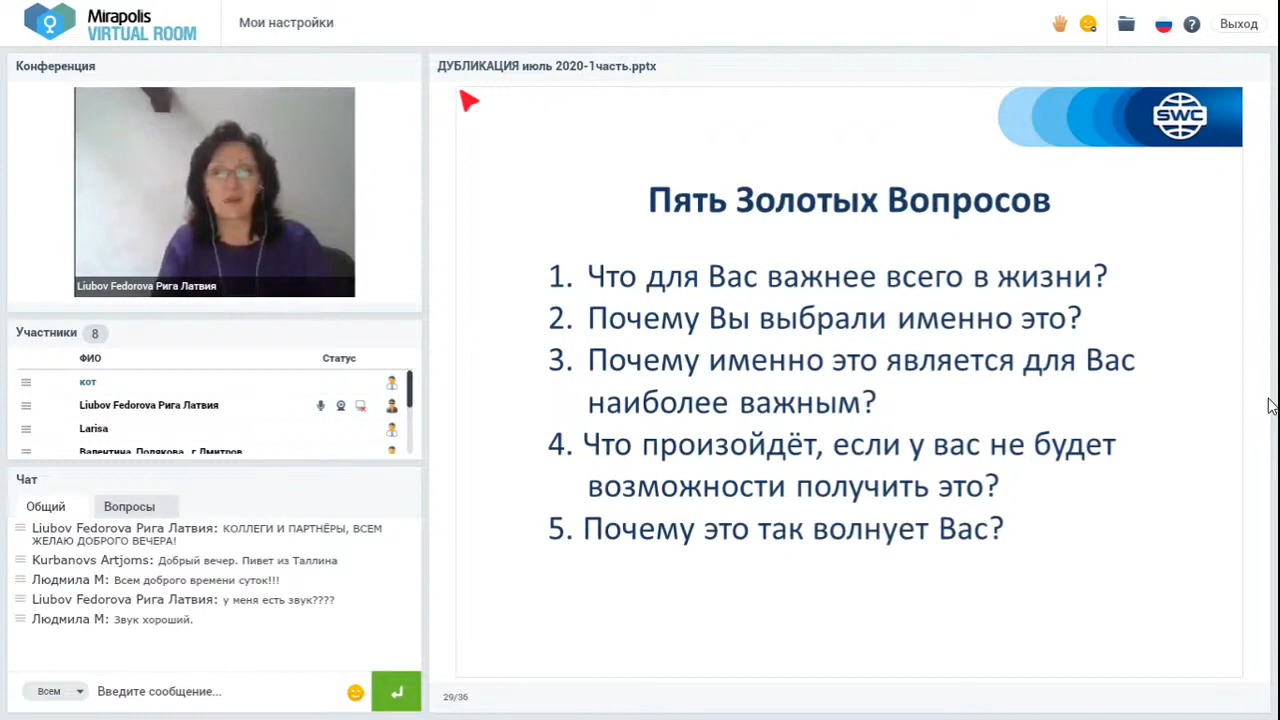 Mirapolis
VIRTUAL ROOM
Мои настройки
Выход
Конференция
Liubov Fedorova Рига Латвия
Участники 8
ФИО Статус
кот
Liubov Fedorova Рига Латвия
Larisa
Валентина Полякова г Дмитров
Чат
Общий Вопросы
Liubov Fedorova Рига Латвия: КОЛЛЕГИ И ПАРТНЁРЫ, ВСЕМ
ЖЕЛАЮ ДОБРОГО ВЕЧЕРА!
Kurbanovs Artjoms: Добрый вечер. Пивет из Таллина
Людмила М: Всем доброго времени суток!!!
Liubov Fedorova Рига Латвия: у меня есть звук????
Людмила М: Звук хороший.
Всем Введите сообщение...
ДУБЛИКАЦИЯ июль 2020-1часть.pptx
SWC
Пять Золотых Вопросов
1. Что для Вас важнее всего в жизни?
2. Почему Вы выбрали именно это?
3. Почему именно это является для Вас
наиболее важным?
4. Что произойдёт, если у вас не будет
возможности получить это?
5. Почему это так волнует Вас?
29/36